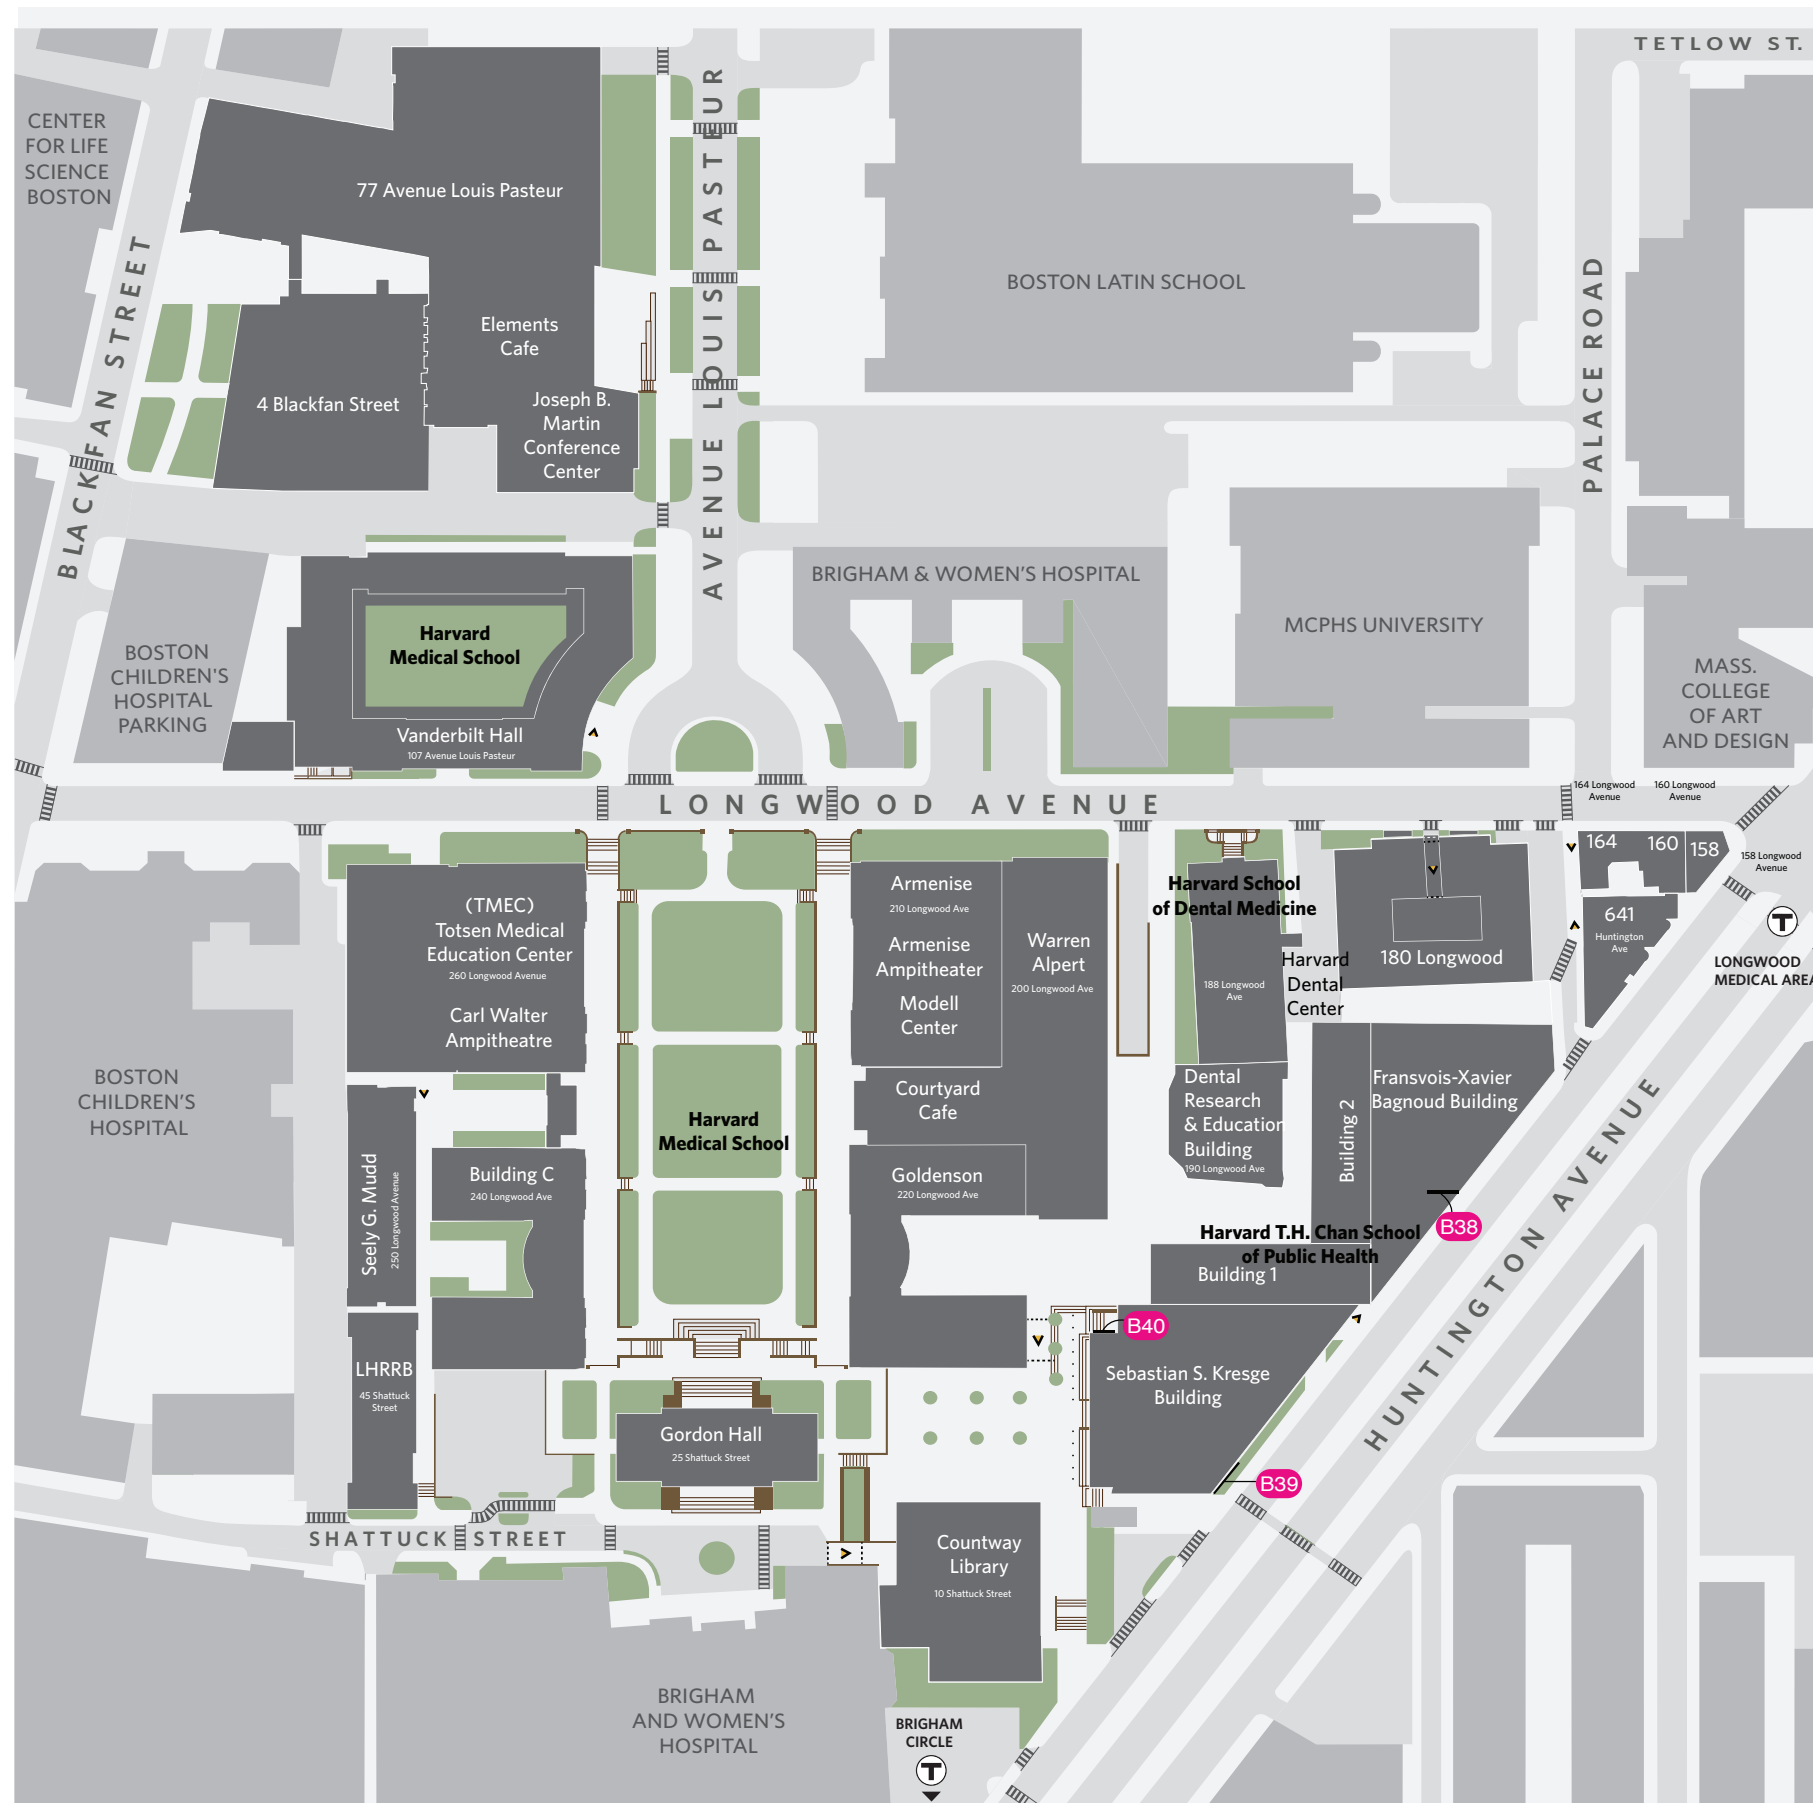 TETLOW ST.
CENTER
FOR LIFE
SCIENCE
BOSTON
77 Avenue Louis Pasteur
AVENUE LOUIS PASTEUR
BLACKFAN STREET
BOSTON LATIN SCHOOL
PALACE ROAD
Elements
Cafe
4 Blackfan Street
Joseph B.
Martin
Conference
Center
BRIGHAM & WOMEN'S HOSPITAL
MCPHS UNIVERSITY
Harvard
Medical School
BOSTON
CHILDREN'S
HOSPITAL
PARKING
MASS.
COLLEGE
OF ART
AND DESIGN
Vanderbilt Hall
107 Avenue Louis Pasteur
LONGWOOD AVENUE
164 Longwood
Avenue
160 Longwood
Avenue
164
160
158
158 Longwood
Avenue
(TMEC)
Totsen Medical
Education Center
260 Longwood Avenue
Carl Walter
Ampitheatre
Armenise
210 Longwood Ave
Armenise
Ampitheater
Modell
Center
Warren
Alpert
200 Longwood Ave
Harvard School
of Dental Medicine
188 Longwood
Ave
Harvard
Dental
Center
180 Longwood
641
Huntington
Ave
T
LONGWOOD
MEDICAL AREA
BOSTON
CHILDREN'S
HOSPITAL
Seely G. Mudd
250 Longwood Avenue
Building C
240 Longwood Ave
Harvard
Medical School
Courtyard
Cafe
Goldenson
220 Longwood Ave
Dental
Research
& Education
Building
190 Longwood Ave
Building 2
Fransvois-Xavier
Bagnoud Building
B38
Harvard T.H. Chan School
of Public Health
Building 1
HUNTINGTON AVENUE
B40
Sebastian S. Kresge
Building
B39
LHRRB
45 Shattuck
Street
Gordon Hall
25 Shattuck Street
SHATTUCK STREET
Countway
Library
10 Shattuck Street
BRIGHAM
AND WOMEN'S
HOSPITAL
BRIGHAM
CIRCLE
T